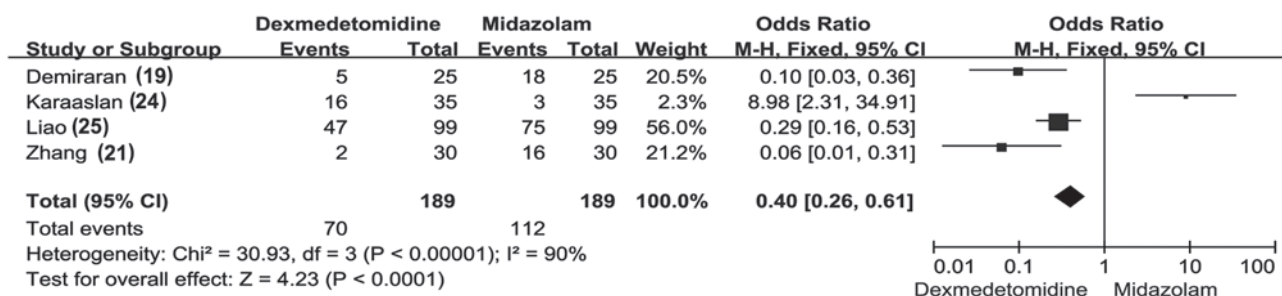 Dexmedetomidine Midazolam Odds Ratio Odds Ratio
Study or Subgroup Events Total Events Total Weight M-H, Fixed, 95% CI M-H, Fixed, 95% CI
Demiraran (19) 5 25 18 25 20.5% 0.10 [0.03, 0.36]
Karaaslan (24) 16 35 3 35 2.3% 8.98 [2.31, 34.91]
Liao (25) 47 99 75 99 56.0% 0.29 [0.16, 0.53]
Zhang (21) 2 30 16 30 21.2% 0.06 [0.01, 0.31]
Total (95% CI) 189 189 100.0% 0.40 [0.26, 0.61]
Total events 70 112
Heterogeneity: Chi² = 30.93, df = 3 (P < 0.00001); I² = 90%
Test for overall effect: Z = 4.23 (P < 0.0001)
0.01 0.1 1 10 100
Dexmedetomidine Midazolam